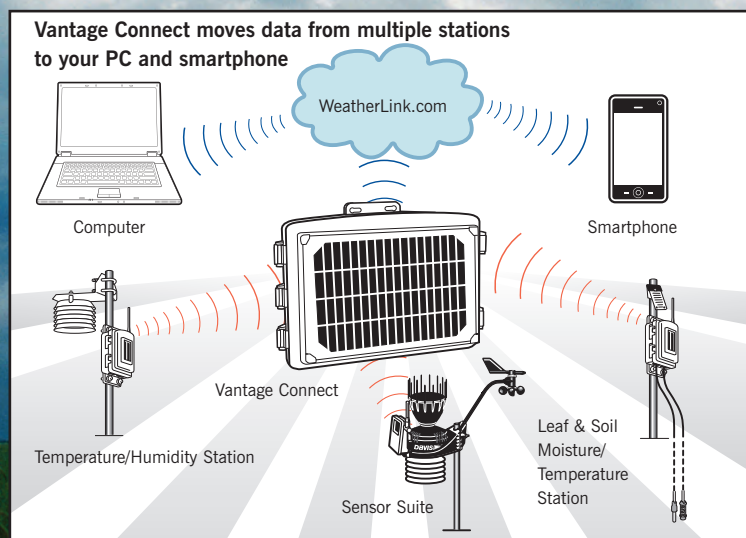 Vantage Connect moves data from multiple stations
to your PC and smartphone
WeatherLink.com
Computer
Smartphone
Vantage Connect
Temperature/Humidity Station
DAVIS
Sensor Suite
Leaf & Soil
Moisture/
Temperature
Station